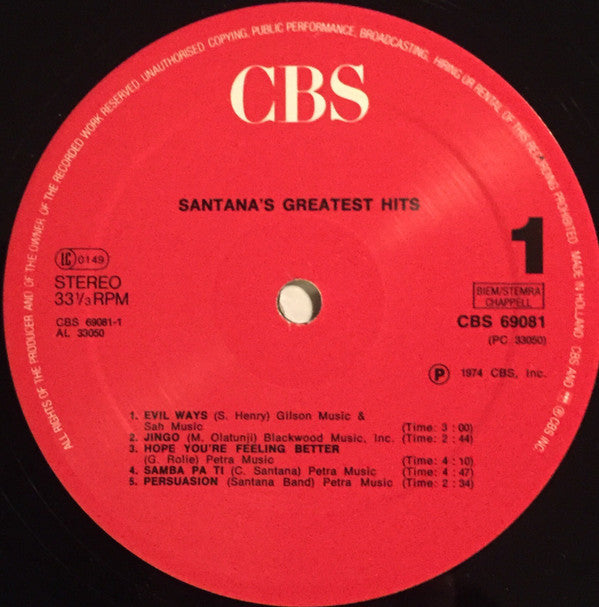 ALL RIGHTS OF THE PRODUCER AND OF THE OWNER OF THE RECORDED WORK RESERVED. UNAUTHORISED COPYING, PUBLIC PERFORMANCE, BROADCASTING, HIRING OR RENTAL OF THIS RECORDING PROHIBITED. MADE IN HOLLAND. CBS AND ® CBS INC.
CBS
SANTANA'S GREATEST HITS
1
LC 0149
STEREO
33 1/3 RPM
CBS 69081-1
AL 33050
BIEM/STEMRA
CHAPPELL
CBS 69081
(PC 33050)
P 1974 CBS, Inc.
1. EVIL WAYS (S. Henry) Gilson Music &
Sah Music (Time: 3 : 00)
2. JINGO (M. Olatunji) Blackwood Music, Inc. (Time: 2 : 44)
3. HOPE YOU'RE FEELING BETTER
(G. Rolie) Petra Music (Time: 4 : 10)
4. SAMBA PA TI (C. Santana) Petra Music (Time: 4 : 47)
5. PERSUASION (Santana Band) Petra Music (Time: 2 : 34)